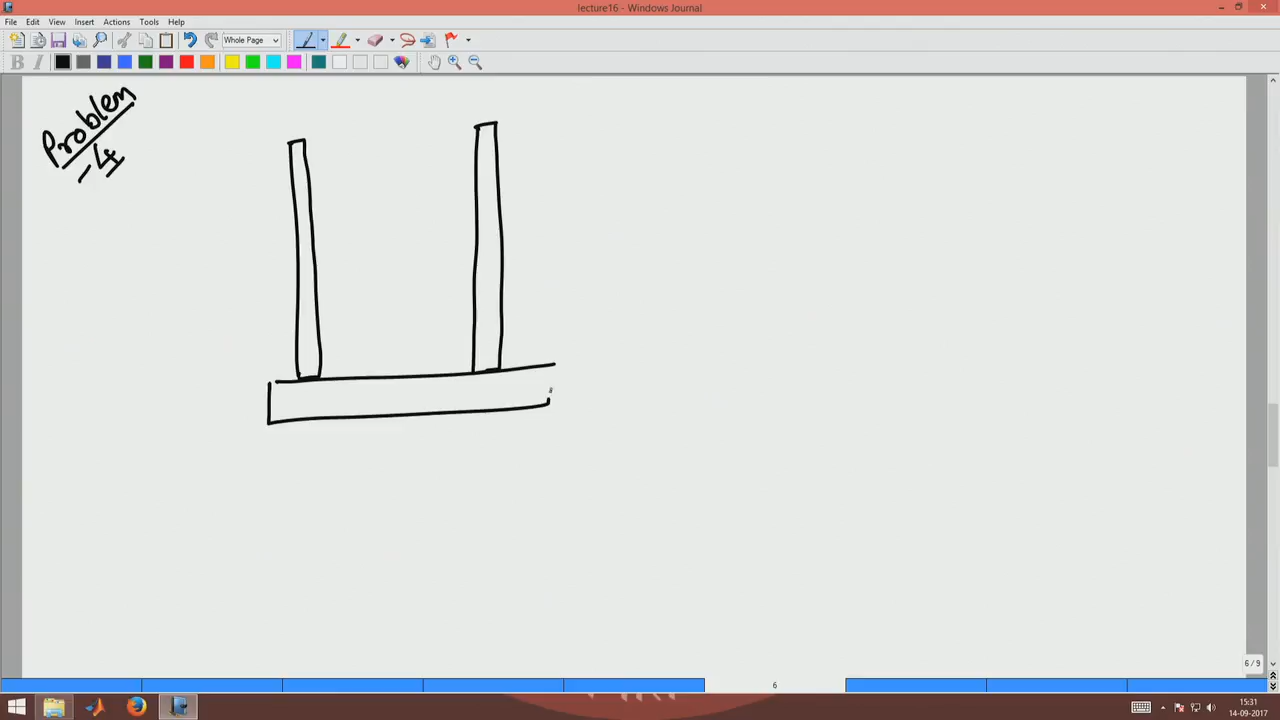 lecture16 - Windows Journal
File Edit View Insert Actions Tools Help
Whole Page
B I
Problem
-4
6 / 9
6
15:31
14-09-2017